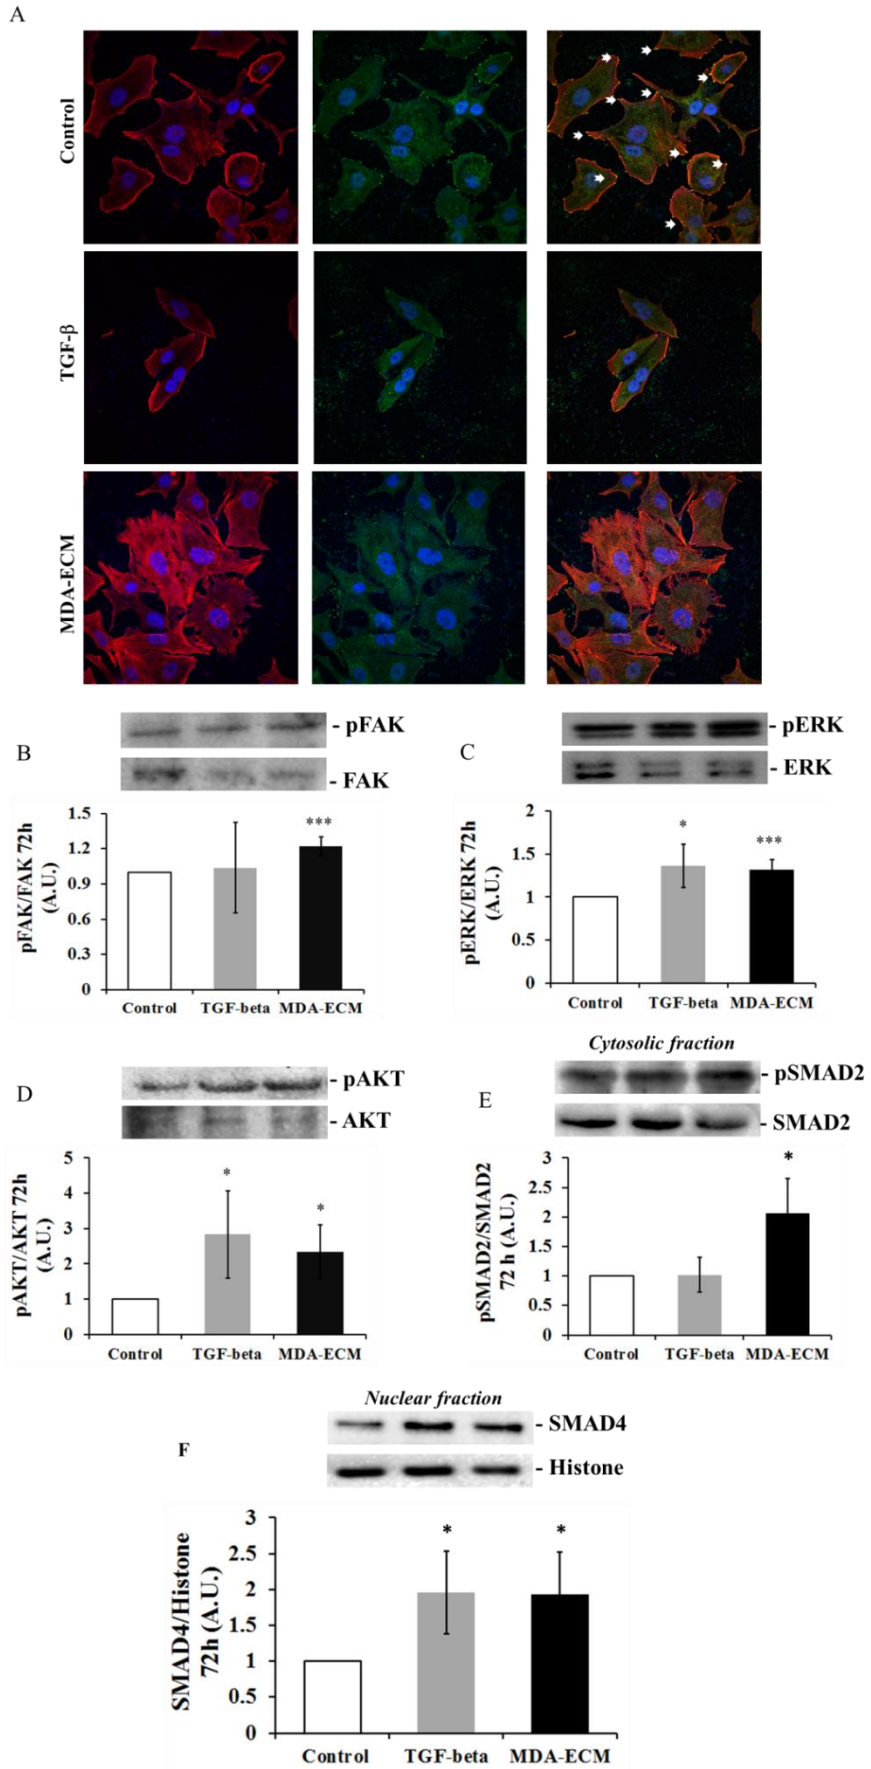 A
Control
TGF-β
MDA-ECM
B
- pFAK
- FAK
pFAK/FAK 72h
(A.U.)
1.5
1.2
0.9
0.6
0.3
0
***
Control TGF-beta MDA-ECM
C
- pERK
- ERK
pERK/ERK 72h
(A.U.)
2
1.5
1
0.5
0
*
***
Control TGF-beta MDA-ECM
D
- pAKT
- AKT
pAKT/AKT 72h
(A.U.)
5
4
3
2
1
0
*
*
Control TGF-beta MDA-ECM
Cytosolic fraction
E
- pSMAD2
- SMAD2
pSMAD2/SMAD2
72 h (A.U.)
3
2.5
2
1.5
1
0.5
0
*
Control TGF-beta MDA-ECM
Nuclear fraction
F
- SMAD4
- Histone
SMAD4/Histone
72h (A.U.)
3
2.5
2
1.5
1
0.5
0
*
*
Control TGF-beta MDA-ECM